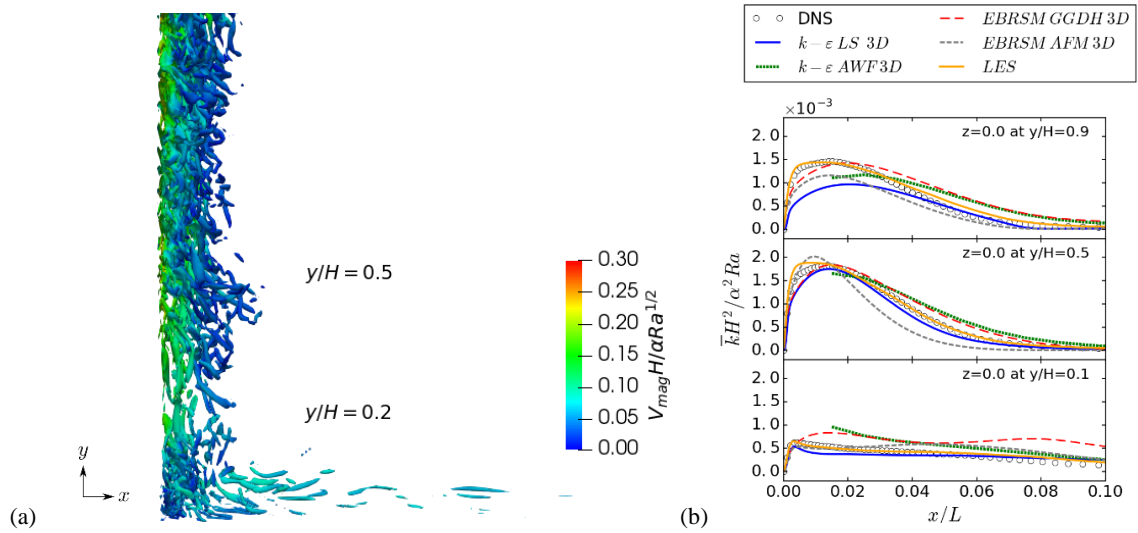 y/H = 0.5
y/H = 0.2
y
x
0.30
0.25
0.20
0.15
0.10
0.05
0.00
V_mag H/αRa^1/2
(a)
DNS
k − ε LS 3D
k − ε AWF 3D
EBRSM GGDH 3D
EBRSM AFM 3D
LES
×10^−3
z=0.0 at y/H=0.9
2.0
1.5
1.0
0.5
0.0
z=0.0 at y/H=0.5
2.0
1.5
1.0
0.5
0.0
z=0.0 at y/H=0.1
2.0
1.5
1.0
0.5
0.0
k̅H²/α²Ra
0.00 0.02 0.04 0.06 0.08 0.10
x/L
(b)